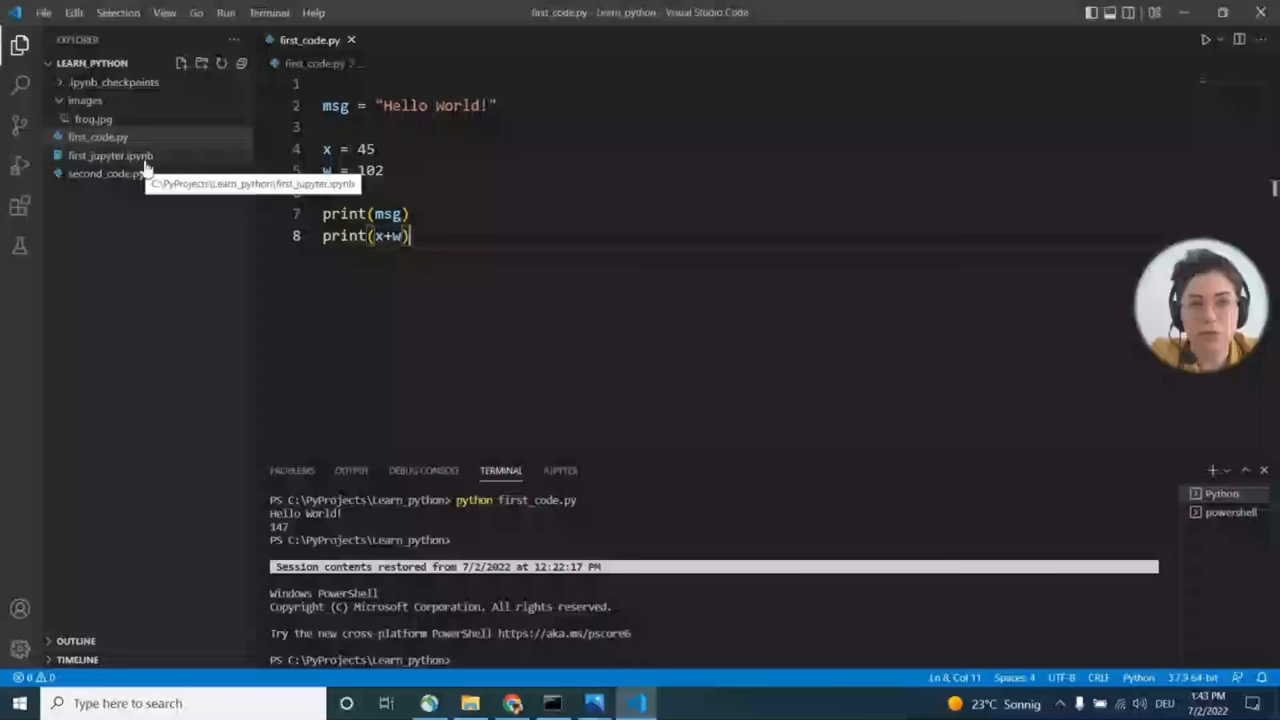 File Edit Selection View Go Run Terminal Help
first_code.py - Learn_python - Visual Studio Code
EXPLORER
LEARN_PYTHON
.ipynb_checkpoints
images
frog.jpg
first_code.py
first_jupyter.ipynb
second_code.py
C:\PyProjects\Learn_python\first_jupyter.ipynb
first_code.py
first_code.py > ...
1
2 msg = "Hello World!"
3
4 x = 45
5 w = 102
7 print(msg)
8 print(x+w)
PROBLEMS OUTPUT DEBUG CONSOLE TERMINAL JUPYTER
PS C:\PyProjects\Learn_python> python first_code.py
Hello World!
147
PS C:\PyProjects\Learn_python>
Session contents restored from 7/2/2022 at 12:22:17 PM
Windows PowerShell
Copyright (C) Microsoft Corporation. All rights reserved.
Try the new cross-platform PowerShell https://aka.ms/pscore6
PS C:\PyProjects\Learn_python>
Python
powershell
OUTLINE
TIMELINE
0 0
Ln 8, Col 11 Spaces: 4 UTF-8 CRLF Python 3.7.9 64-bit
Type here to search
23°C Sonnig
DEU
1:43 PM
7/2/2022